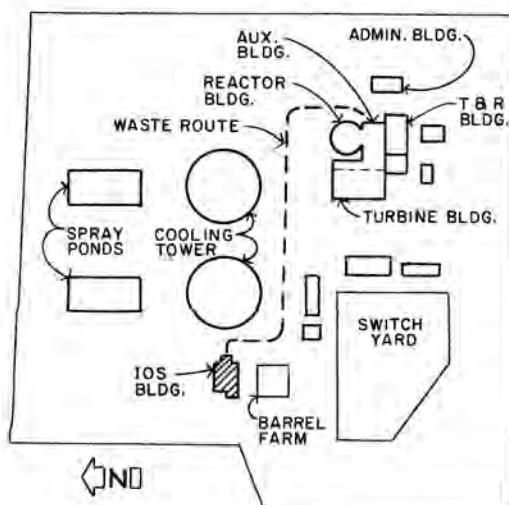 AUX.
BLDG.
ADMIN. BLDG.
REACTOR
BLDG.
T & R
BLDG.
WASTE ROUTE
TURBINE BLDG.
SPRAY
PONDS
COOLING
TOWER
SWITCH
YARD
IOS
BLDG.
BARREL
FARM
N